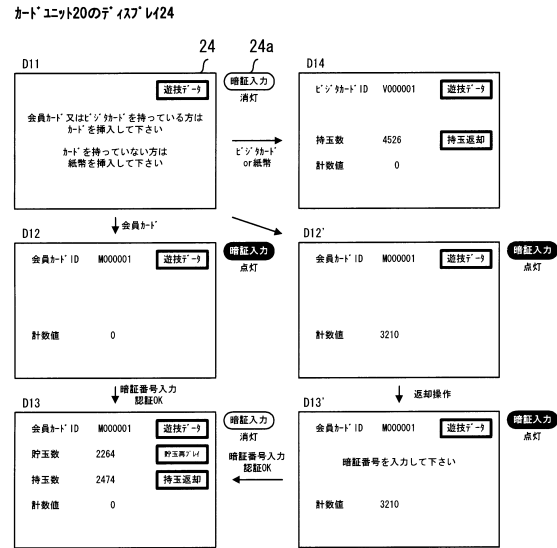 カードユニット20のディスプレイ24
24
24a
D11
遊技データ
暗証入力
消灯
会員カード又はビジタカードを持っている方は
カードを挿入して下さい
カードを持っていない方は
紙幣を挿入して下さい
ビジタカード
or紙幣
D14
ビジタカードID V000001 遊技データ
持玉数 4526 持玉返却
計数値 0
会員カード
D12
会員カードID M000001 遊技データ
暗証入力
点灯
計数値 0
D12'
会員カードID M000001 遊技データ
暗証入力
点灯
計数値 3210
暗証番号入力
認証OK
返却操作
D13
会員カードID M000001 遊技データ
貯玉数 2264 貯玉再プレイ
持玉数 2474 持玉返却
計数値 0
暗証入力
消灯
暗証番号入力
認証OK
D13'
会員カードID M000001 遊技データ
暗証番号を入力して下さい
計数値 3210
暗証入力
点灯